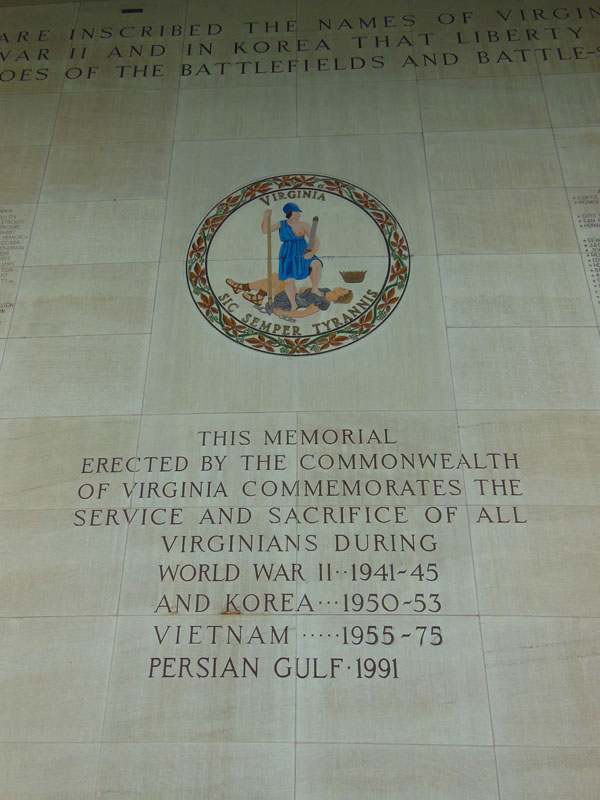 ARE INSCRIBED THE NAMES OF VIRGIN
WAR II AND IN KOREA THAT LIBERTY
OES OF THE BATTLEFIELDS AND BATTLE-S
VIRGINIA
SIC SEMPER TYRANNIS
THIS MEMORIAL
ERECTED BY THE COMMONWEALTH
OF VIRGINIA COMMEMORATES THE
SERVICE AND SACRIFICE OF ALL
VIRGINIANS DURING
WORLD WAR II··1941-45
AND KOREA···1950-53
VIETNAM ·····1955-75
PERSIAN GULF·1991